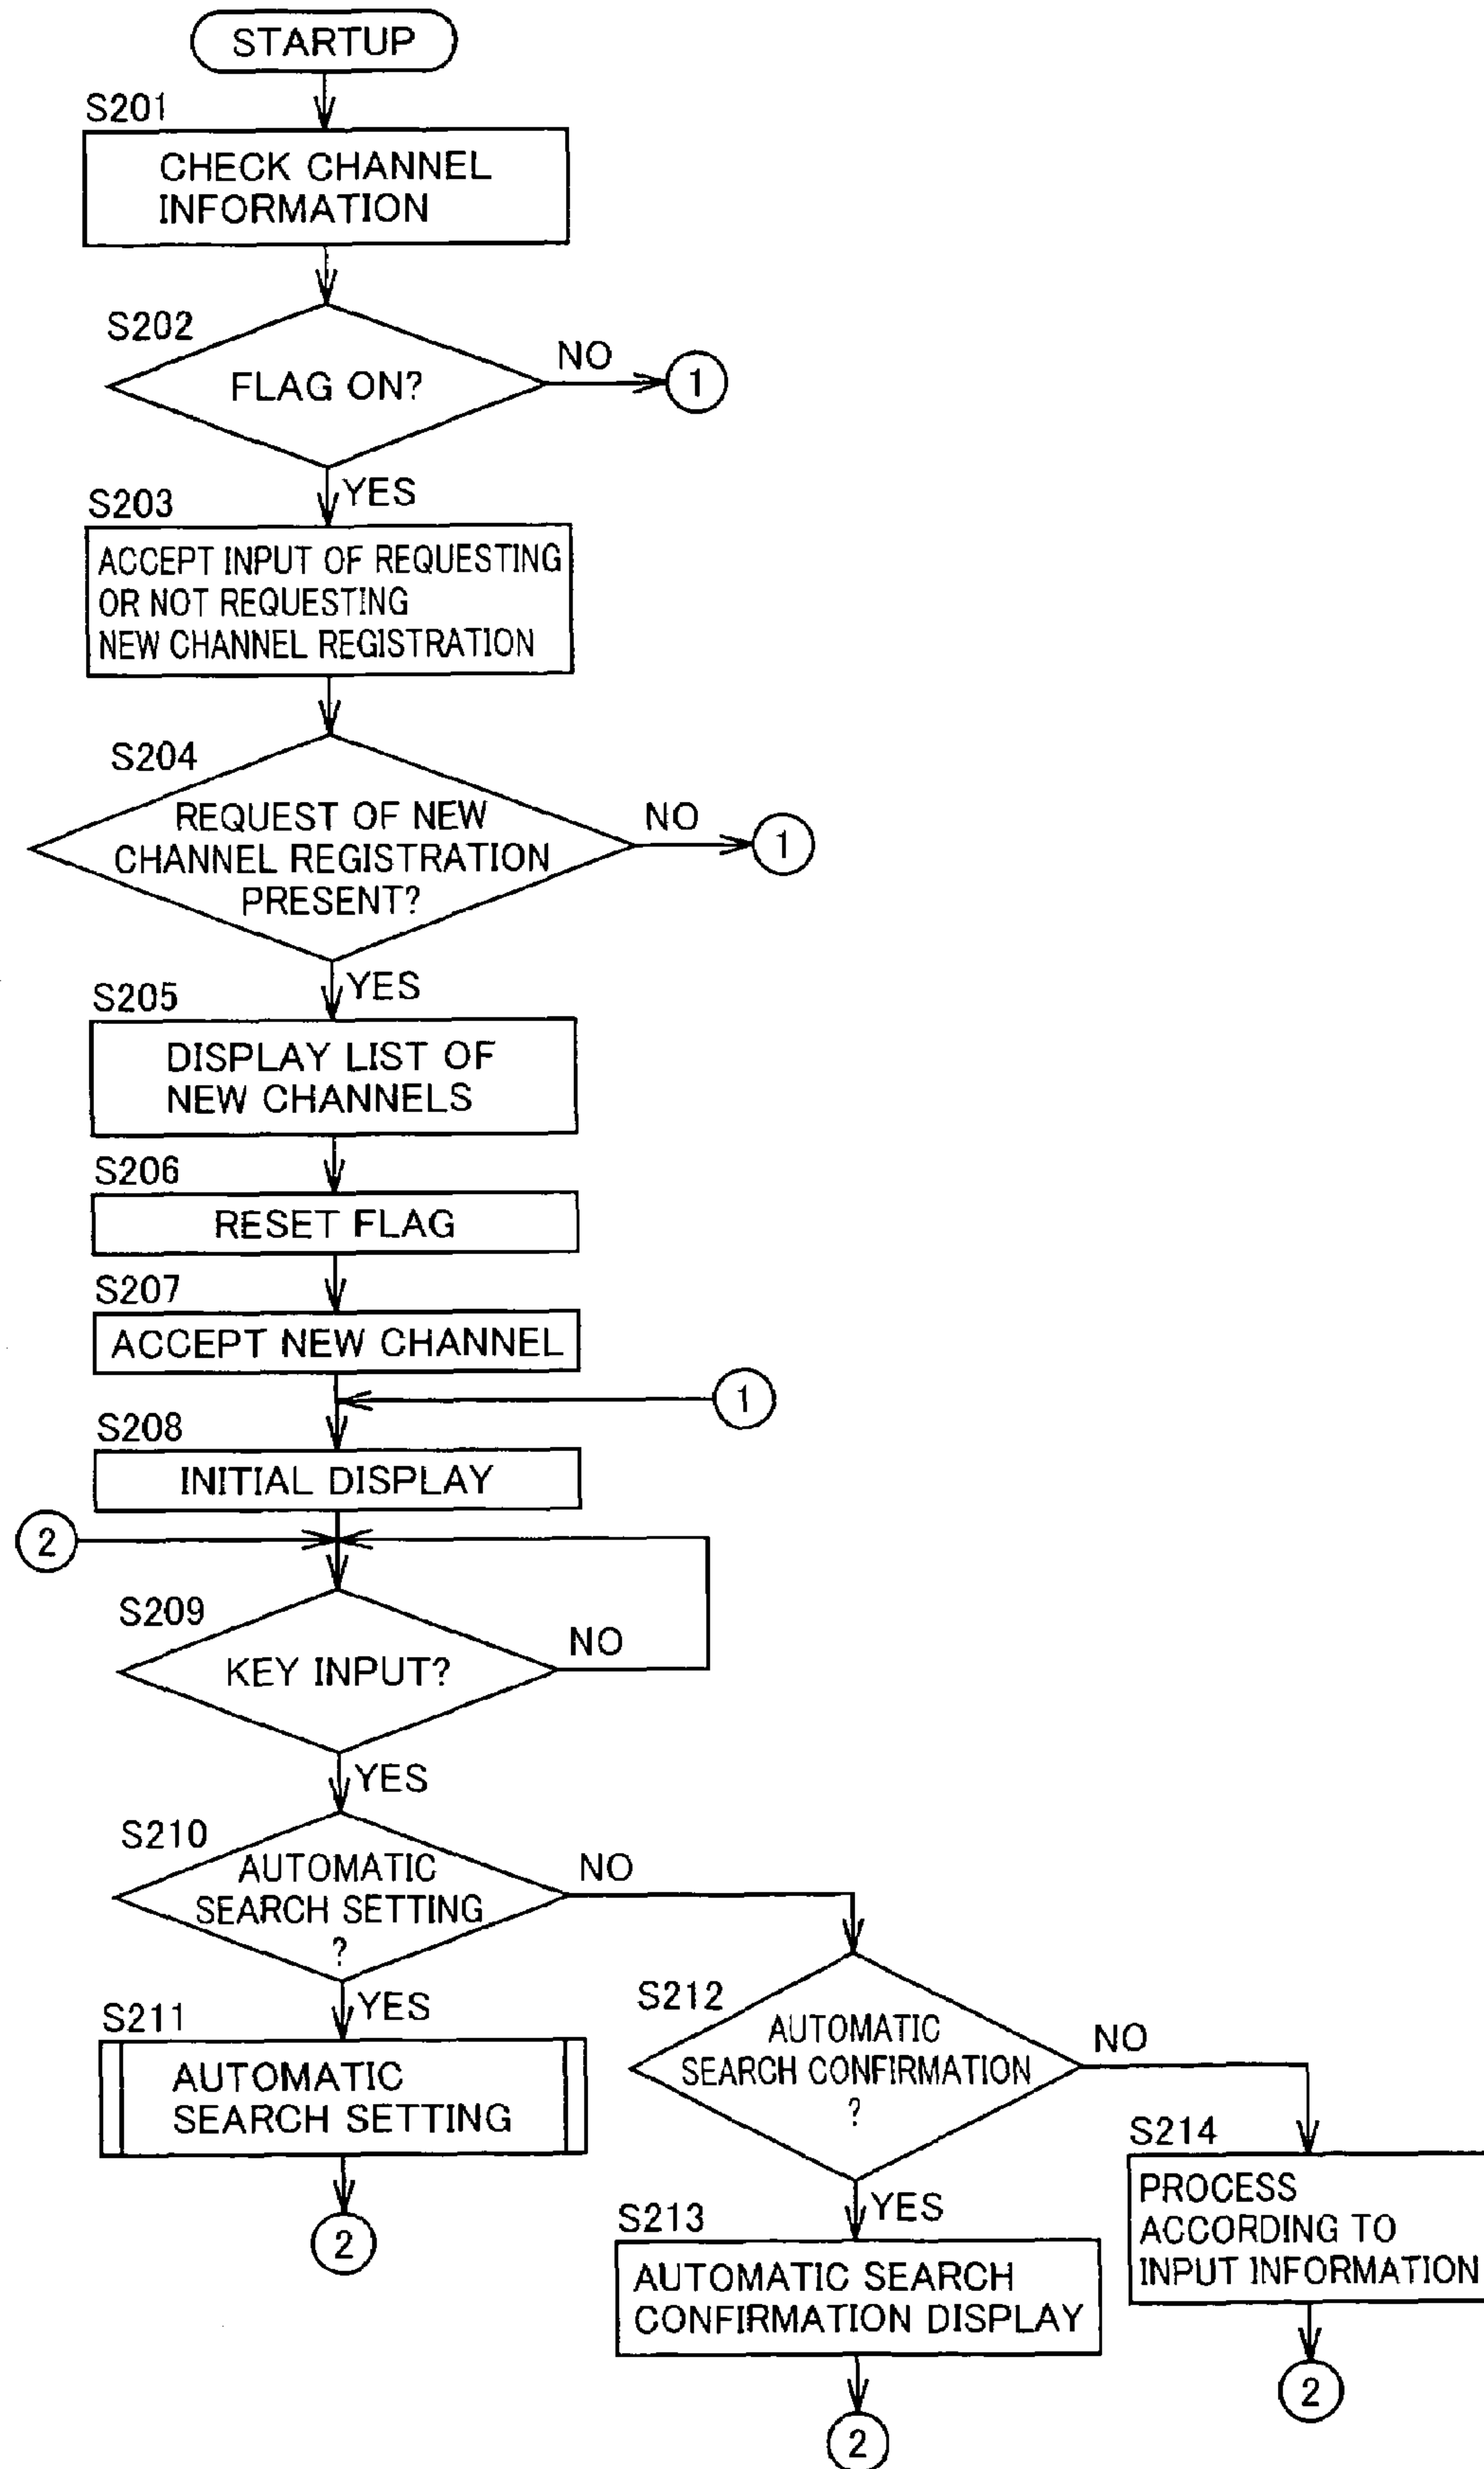 STARTUP
S201
CHECK CHANNEL
INFORMATION
S202
FLAG ON?
NO
1
YES
S203
ACCEPT INPUT OF REQUESTING
OR NOT REQUESTING
NEW CHANNEL REGISTRATION
S204
REQUEST OF NEW
CHANNEL REGISTRATION
PRESENT?
NO
1
YES
S205
DISPLAY LIST OF
NEW CHANNELS
S206
RESET FLAG
S207
ACCEPT NEW CHANNEL
1
S208
INITIAL DISPLAY
2
S209
KEY INPUT?
NO
YES
S210
AUTOMATIC
SEARCH SETTING
?
NO
YES
S211
AUTOMATIC
SEARCH SETTING
2
S212
AUTOMATIC
SEARCH CONFIRMATION
?
NO
YES
S213
AUTOMATIC SEARCH
CONFIRMATION DISPLAY
2
S214
PROCESS
ACCORDING TO
INPUT INFORMATION
2